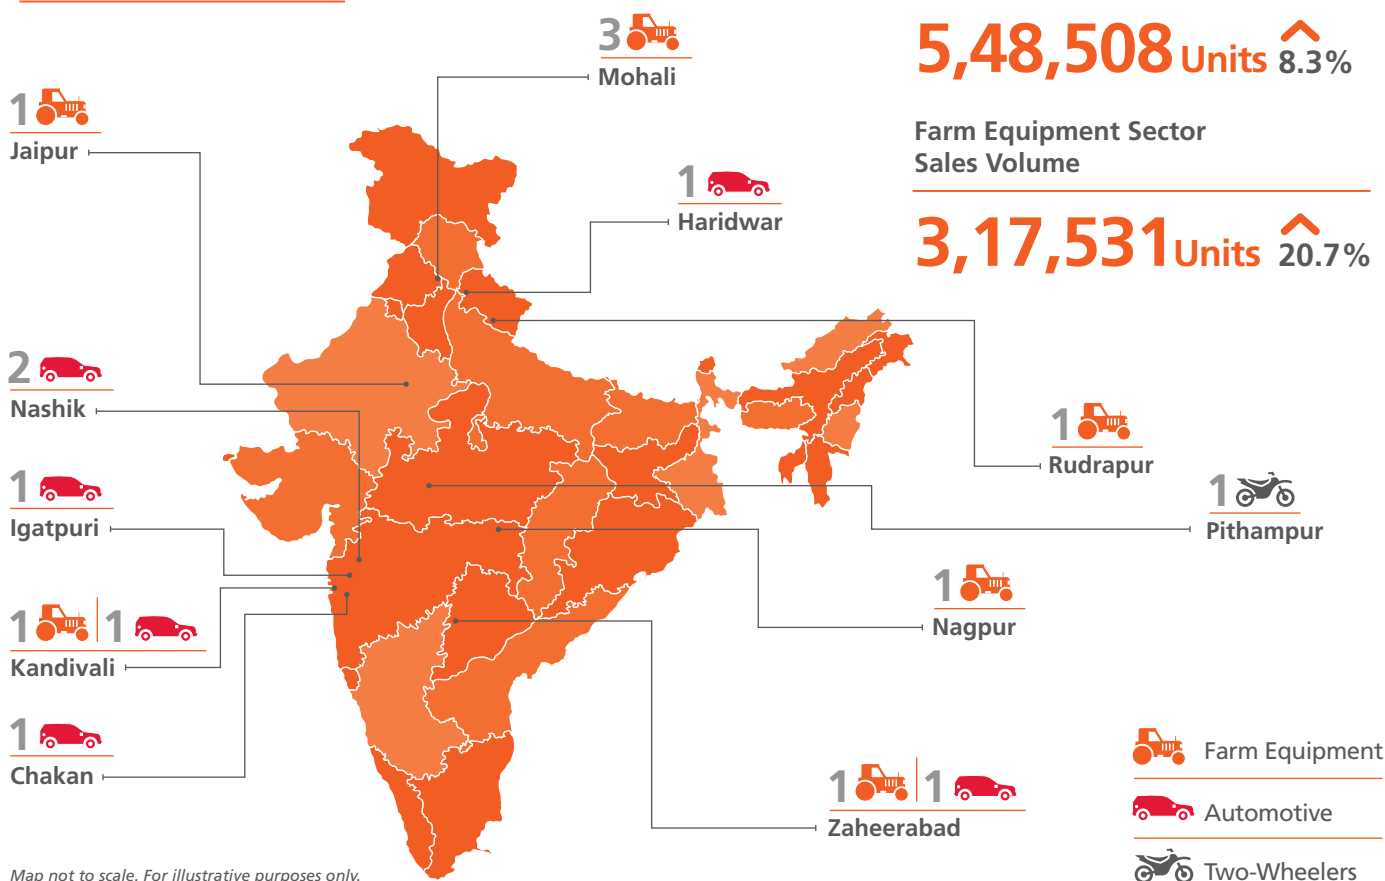 3
Mohali
5,48,508 Units 8.3%
1
Jaipur
Farm Equipment Sector
Sales Volume
1
Haridwar
3,17,531 Units 20.7%
2
Nashik
1
Rudrapur
1
Igatpuri
1
Pithampur
1
Nagpur
1 1
Kandivali
1
Chakan
1 1
Zaheerabad
Farm Equipment
Automotive
Two-Wheelers
Map not to scale. For illustrative purposes only.